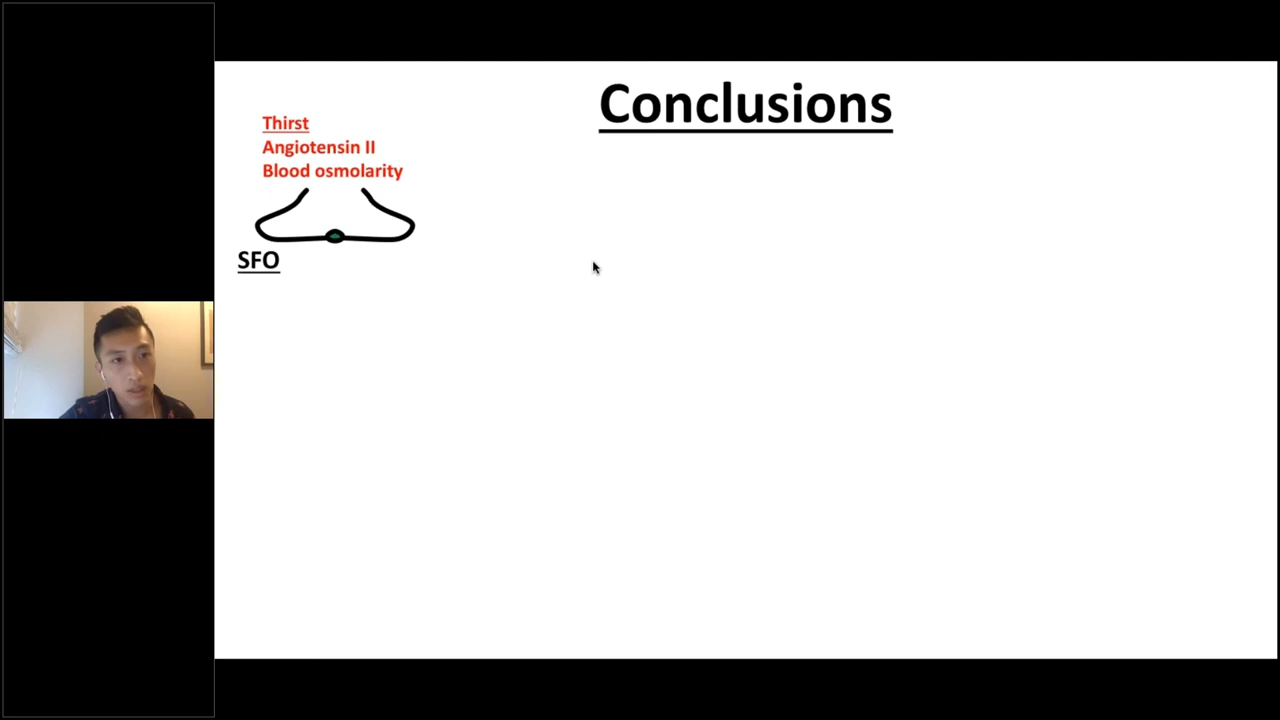 Conclusions
Thirst
Angiotensin II
Blood osmolarity
SFO